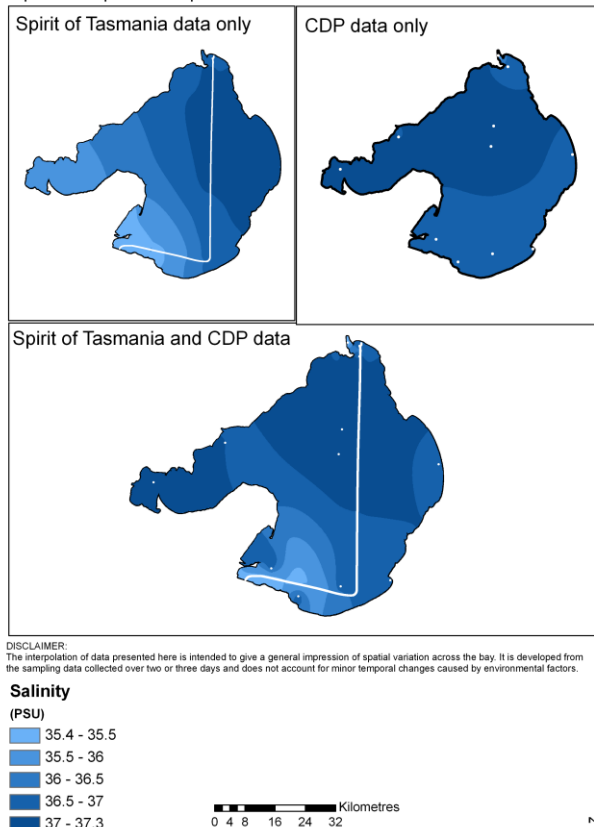 Spirit of Tasmania data only
CDP data only
Spirit of Tasmania and CDP data
DISCLAIMER:
The interpolation of data presented here is intended to give a general impression of spatial variation across the bay. It is developed from
the sampling data collected over two or three days and does not account for minor temporal changes caused by environmental factors.
Salinity
(PSU)
35.4 - 35.5
35.5 - 36
36 - 36.5
36.5 - 37
37 - 37.3
Kilometres
0 4 8 16 24 32